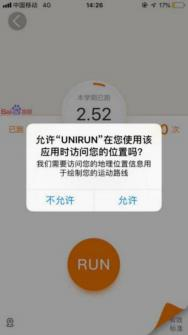 中国移动 4G
14:26
17%
本学期已跑
2.52
Bai
已跑
次
允许“UNIRUN”在您使用该
应用时访问您的位置吗?
我们需要访问您的地理位置信息用
于绘制您的运动路线
不允许
允许
RUN